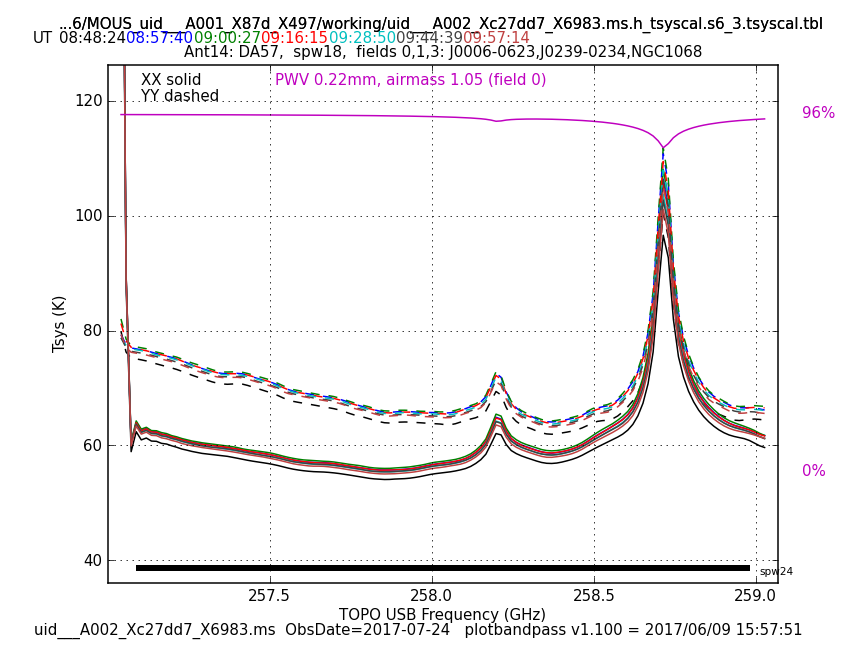 ...6/MOUS_uid___A001_X87d_X497/working/uid___A002_Xc27dd7_X6983.ms.h_tsyscal.s6_3.tsyscal.tbl
UT 08:48:24 08:57:40 09:00:27 09:16:15 09:28:50 09:44:39 09:57:14
Ant14: DA57,  spw18,  fields 0,1,3: J0006-0623,J0239-0234,NGC1068
XX solid
PWV 0.22mm, airmass 1.05 (field 0)
YY dashed
120
96%
100
80
Tsys (K)
60
0%
40
spw24
257.5 258.0 258.5 259.0
TOPO USB Frequency (GHz)
uid___A002_Xc27dd7_X6983.ms  ObsDate=2017-07-24   plotbandpass v1.100 = 2017/06/09 15:57:51